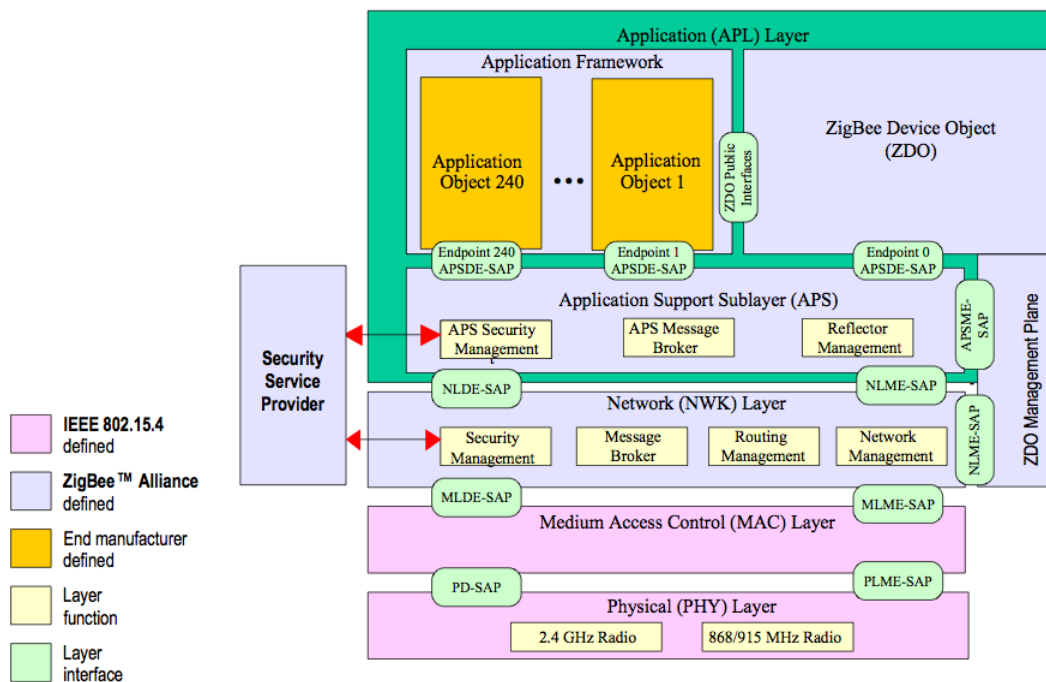 Application (APL) Layer
Application Framework
ZigBee Device Object
(ZDO)
Application
Object 240
•••
Application
Object 1
ZDO Public
Interfaces
Endpoint 240
APSDE-SAP
Endpoint 1
APSDE-SAP
Endpoint 0
APSDE-SAP
Application Support Sublayer (APS)
APS Security
Management
APS Message
Broker
Reflector
Management
APSME-
SAP
Security
Service
Provider
NLDE-SAP
NLME-SAP
Network (NWK) Layer
Security
Management
Message
Broker
Routing
Management
Network
Management
NLME-SAP
ZDO Management Plane
MLDE-SAP
MLME-SAP
Medium Access Control (MAC) Layer
PD-SAP
PLME-SAP
Physical (PHY) Layer
2.4 GHz Radio
868/915 MHz Radio
IEEE 802.15.4
defined
ZigBee™ Alliance
defined
End manufacturer
defined
Layer
function
Layer
interface